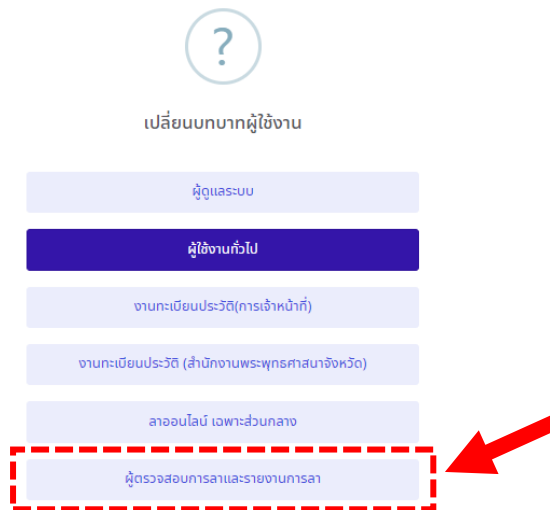 ?
เปลี่ยนบทบาทผู้ใช้งาน
ผู้ดูแลระบบ
ผู้ใช้งานทั่วไป
งานทะเบียนประวัติ(การเจ้าหน้าที่)
งานทะเบียนประวัติ (สำนักงานพระพุทธศาสนาจังหวัด)
ลาออนไลน์ เฉพาะส่วนกลาง
ผู้ตรวจสอบการลาและรายงานการลา